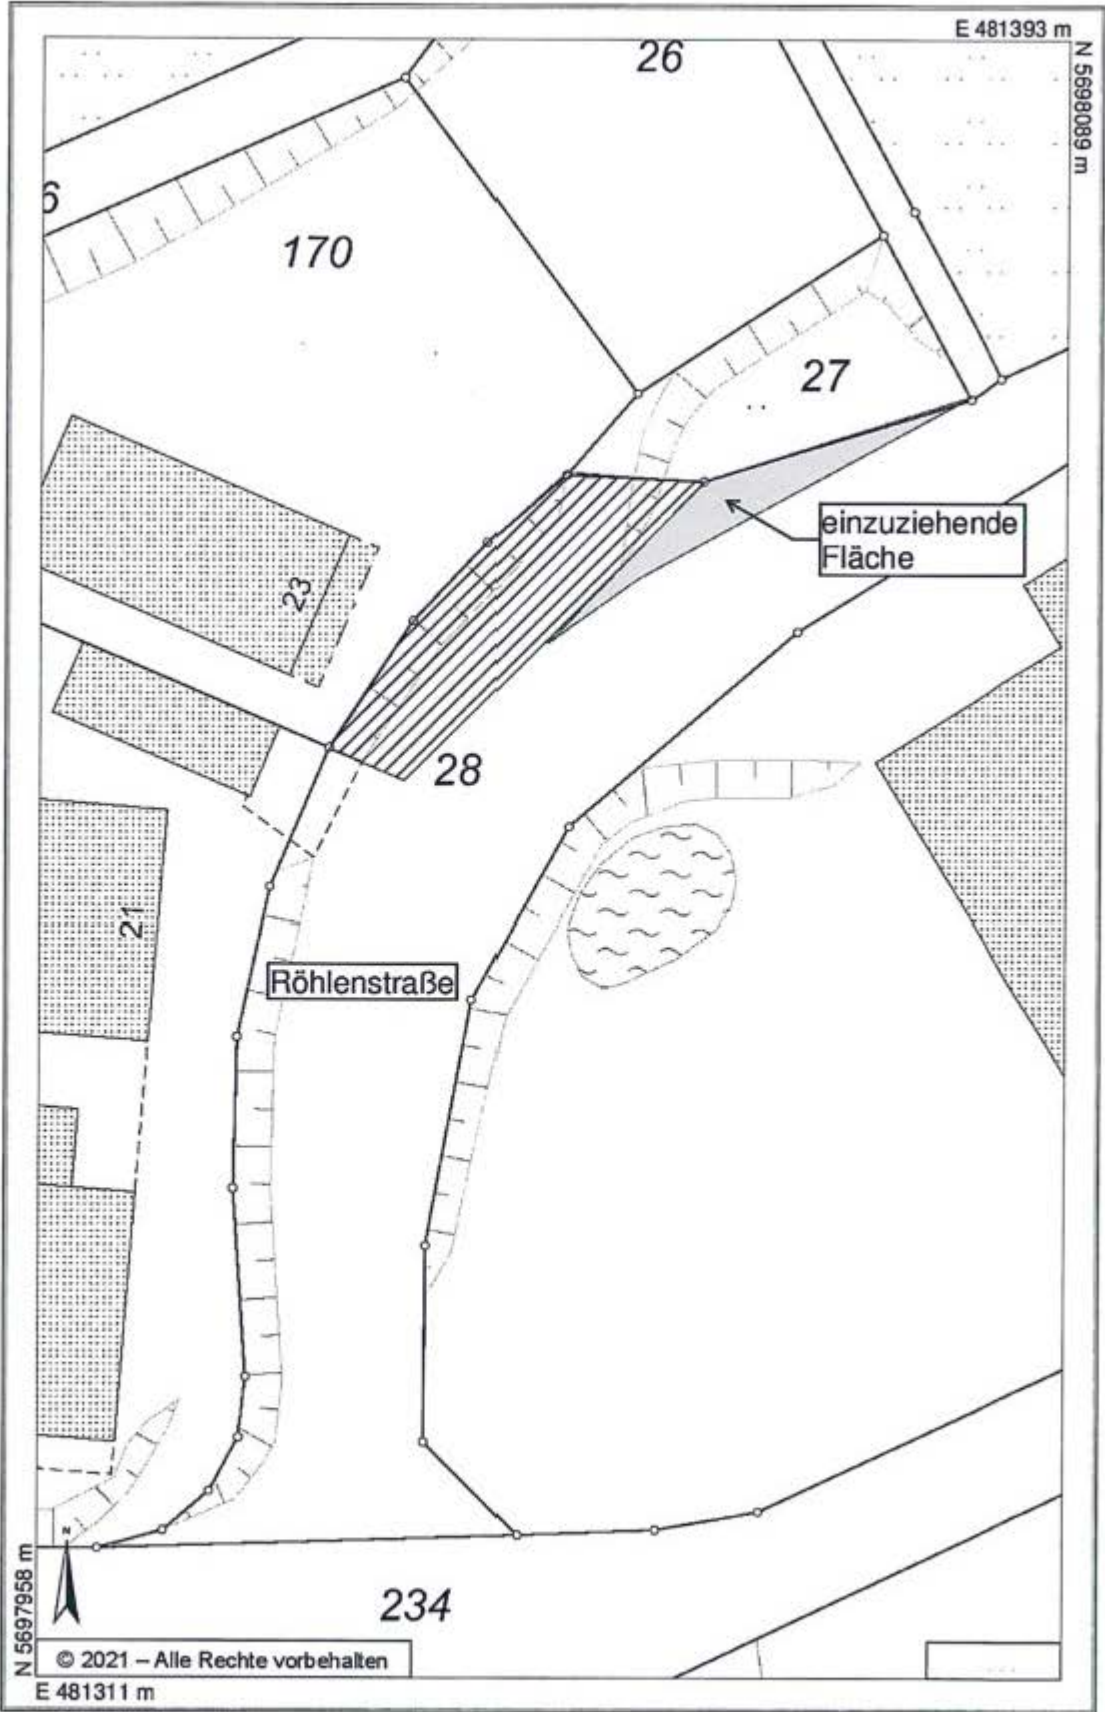 E 481393 m
N 5698089 m
26
6
170
27
einzuziehende
Fläche
23
28
21
Röhlenstraße
N
234
N 5697958 m
© 2021 – Alle Rechte vorbehalten
E 481311 m